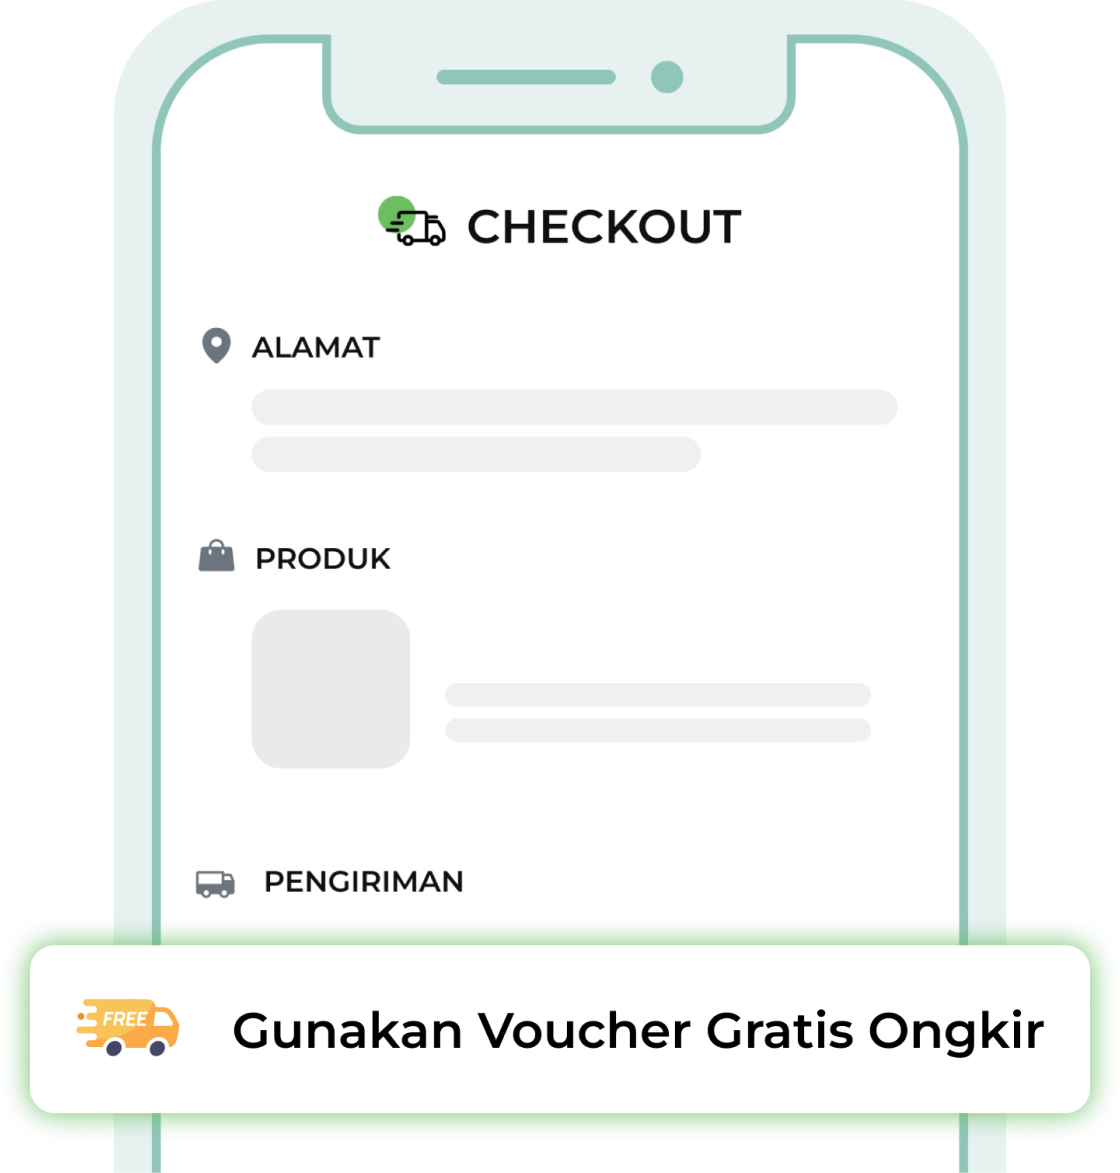 CHECKOUT
ALAMAT
PRODUK
PENGIRIMAN
FREE
Gunakan Voucher Gratis Ongkir